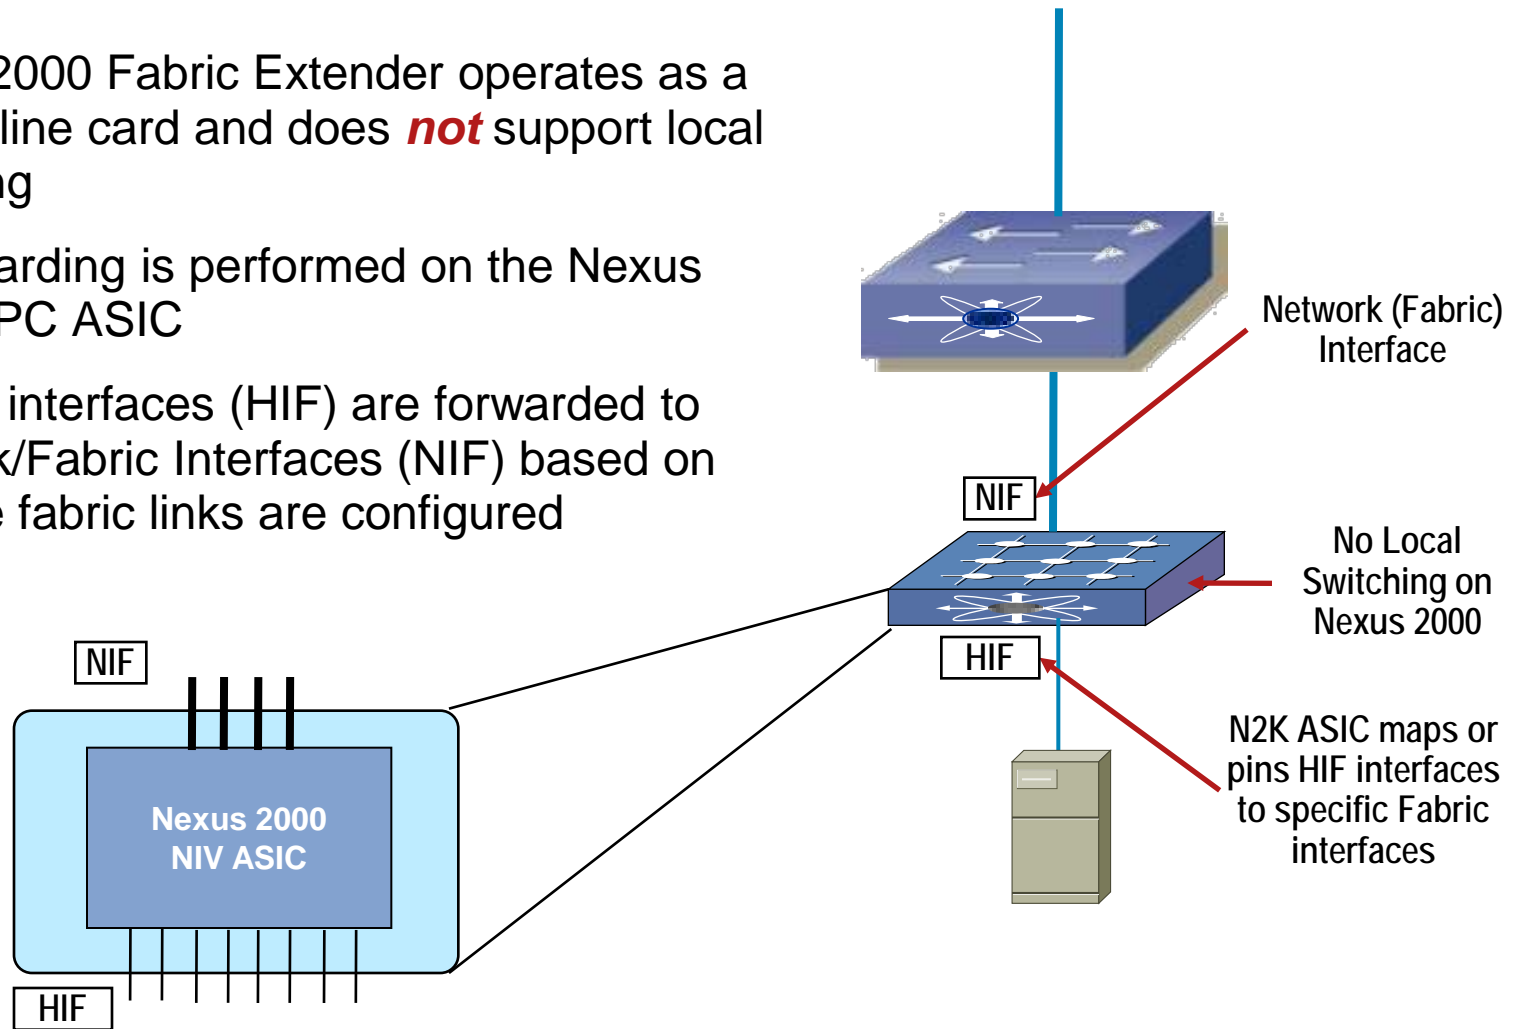 2000 Fabric Extender operates as a
line card and does not support local
ng
arding is performed on the Nexus
PC ASIC
interfaces (HIF) are forwarded to
k/Fabric Interfaces (NIF) based on
e fabric links are configured
Network (Fabric)
Interface
NIF
No Local
Switching on
Nexus 2000
HIF
N2K ASIC maps or
pins HIF interfaces
to specific Fabric
interfaces
NIF
Nexus 2000
NIV ASIC
HIF